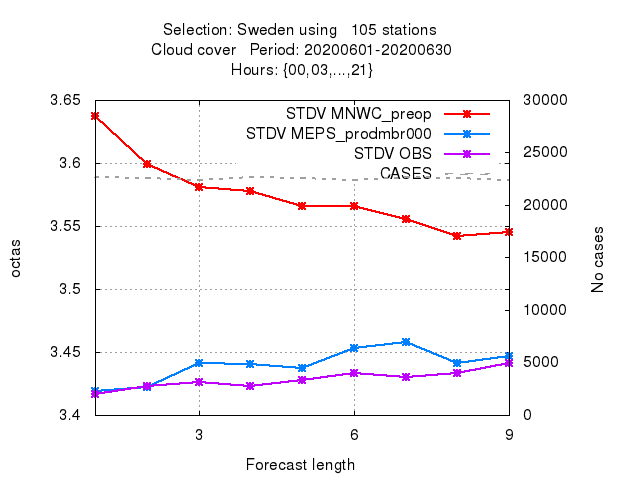 Selection: Sweden using   105 stations
Cloud cover   Period: 20200601-20200630
Hours: {00,03,...,21}
3.65
3.6
3.55
3.5
3.45
3.4
30000
25000
20000
15000
10000
5000
0
STDV MNWC_preop
STDV MEPS_prodmbr000
STDV OBS
CASES
octas
No cases
3
6
9
Forecast length